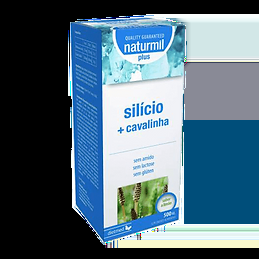 QUALITY GUARANTEED
naturmil
plus
silício
+ cavalinha
sem amido
sem lactose
sem glúten
500 ml
dietmed